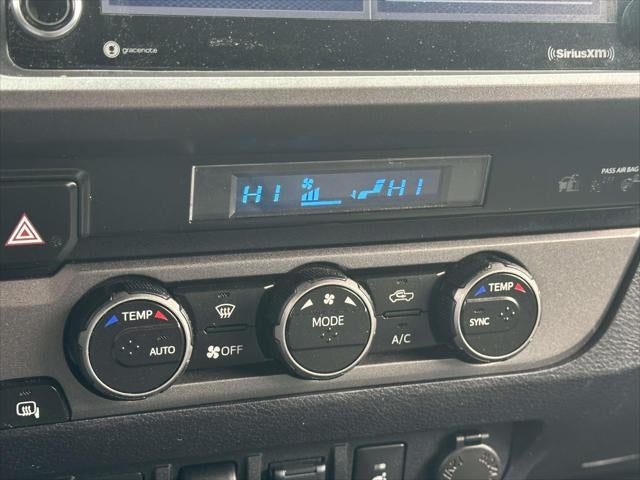 gracenote
SiriusXM
PASS AIR BAG
HI HI
TEMP
AUTO
OFF
MODE
A/C
TEMP
SYNC